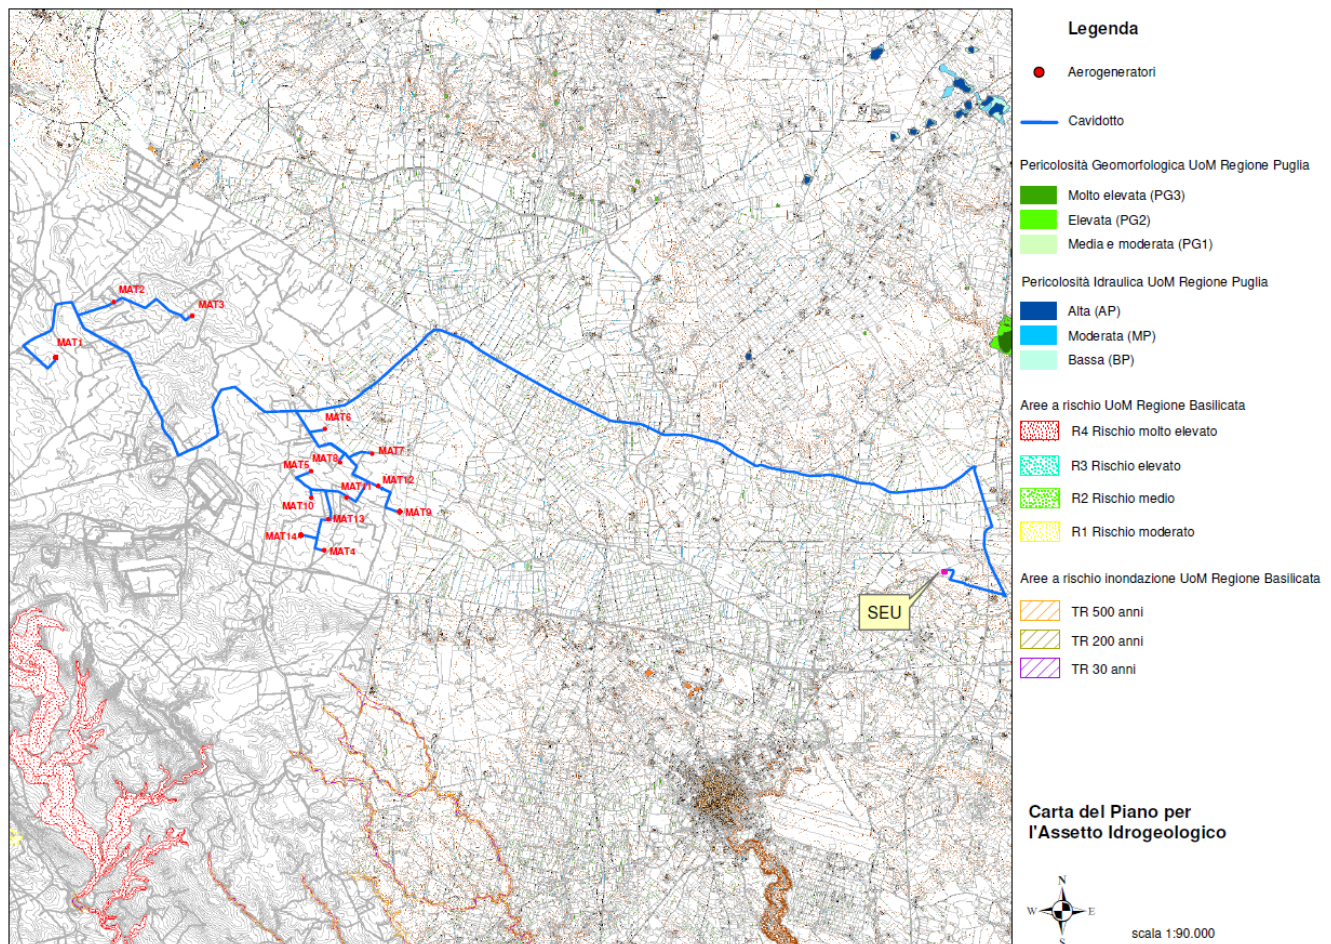 MAT2
MAT3
MAT1
MAT6
MAT7
MAT8
MAT5
MAT12
MAT11
MAT10
MAT9
MAT13
MAT14
MAT4
SEU
Legenda
Aerogeneratori
Cavidotto
Pericolosità Geomorfologica UoM Regione Puglia
Molto elevata (PG3)
Elevata (PG2)
Media e moderata (PG1)
Pericolosità Idraulica UoM Regione Puglia
Alta (AP)
Moderata (MP)
Bassa (BP)
Aree a rischio UoM Regione Basilicata
R4 Rischio molto elevato
R3 Rischio elevato
R2 Rischio medio
R1 Rischio moderato
Aree a rischio inondazione UoM Regione Basilicata
TR 500 anni
TR 200 anni
TR 30 anni
Carta del Piano per
l'Assetto Idrogeologico
N
W E
S
scala 1:90.000